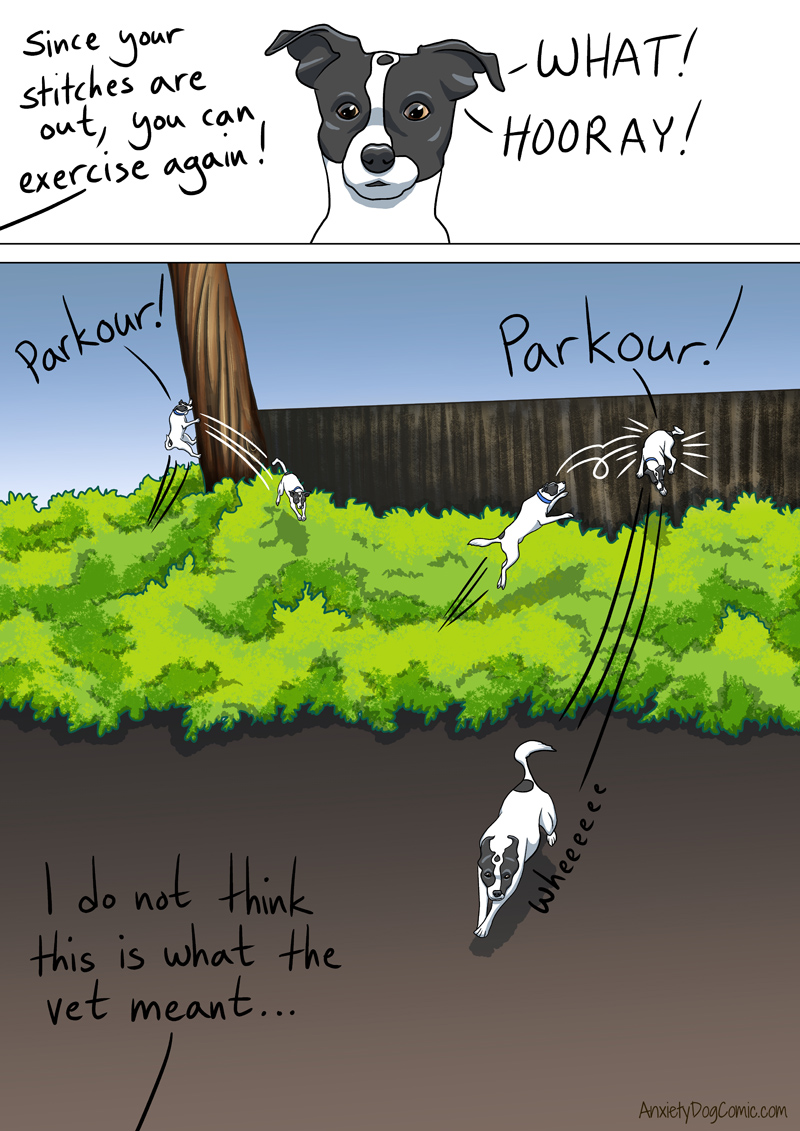 Since your
stitches are
out, you can
exercise again!
WHAT!
HOORAY!
Parkour!
Parkour!
wheeeeee
I do not think
this is what the
vet meant...
AnxietyDogComic.com